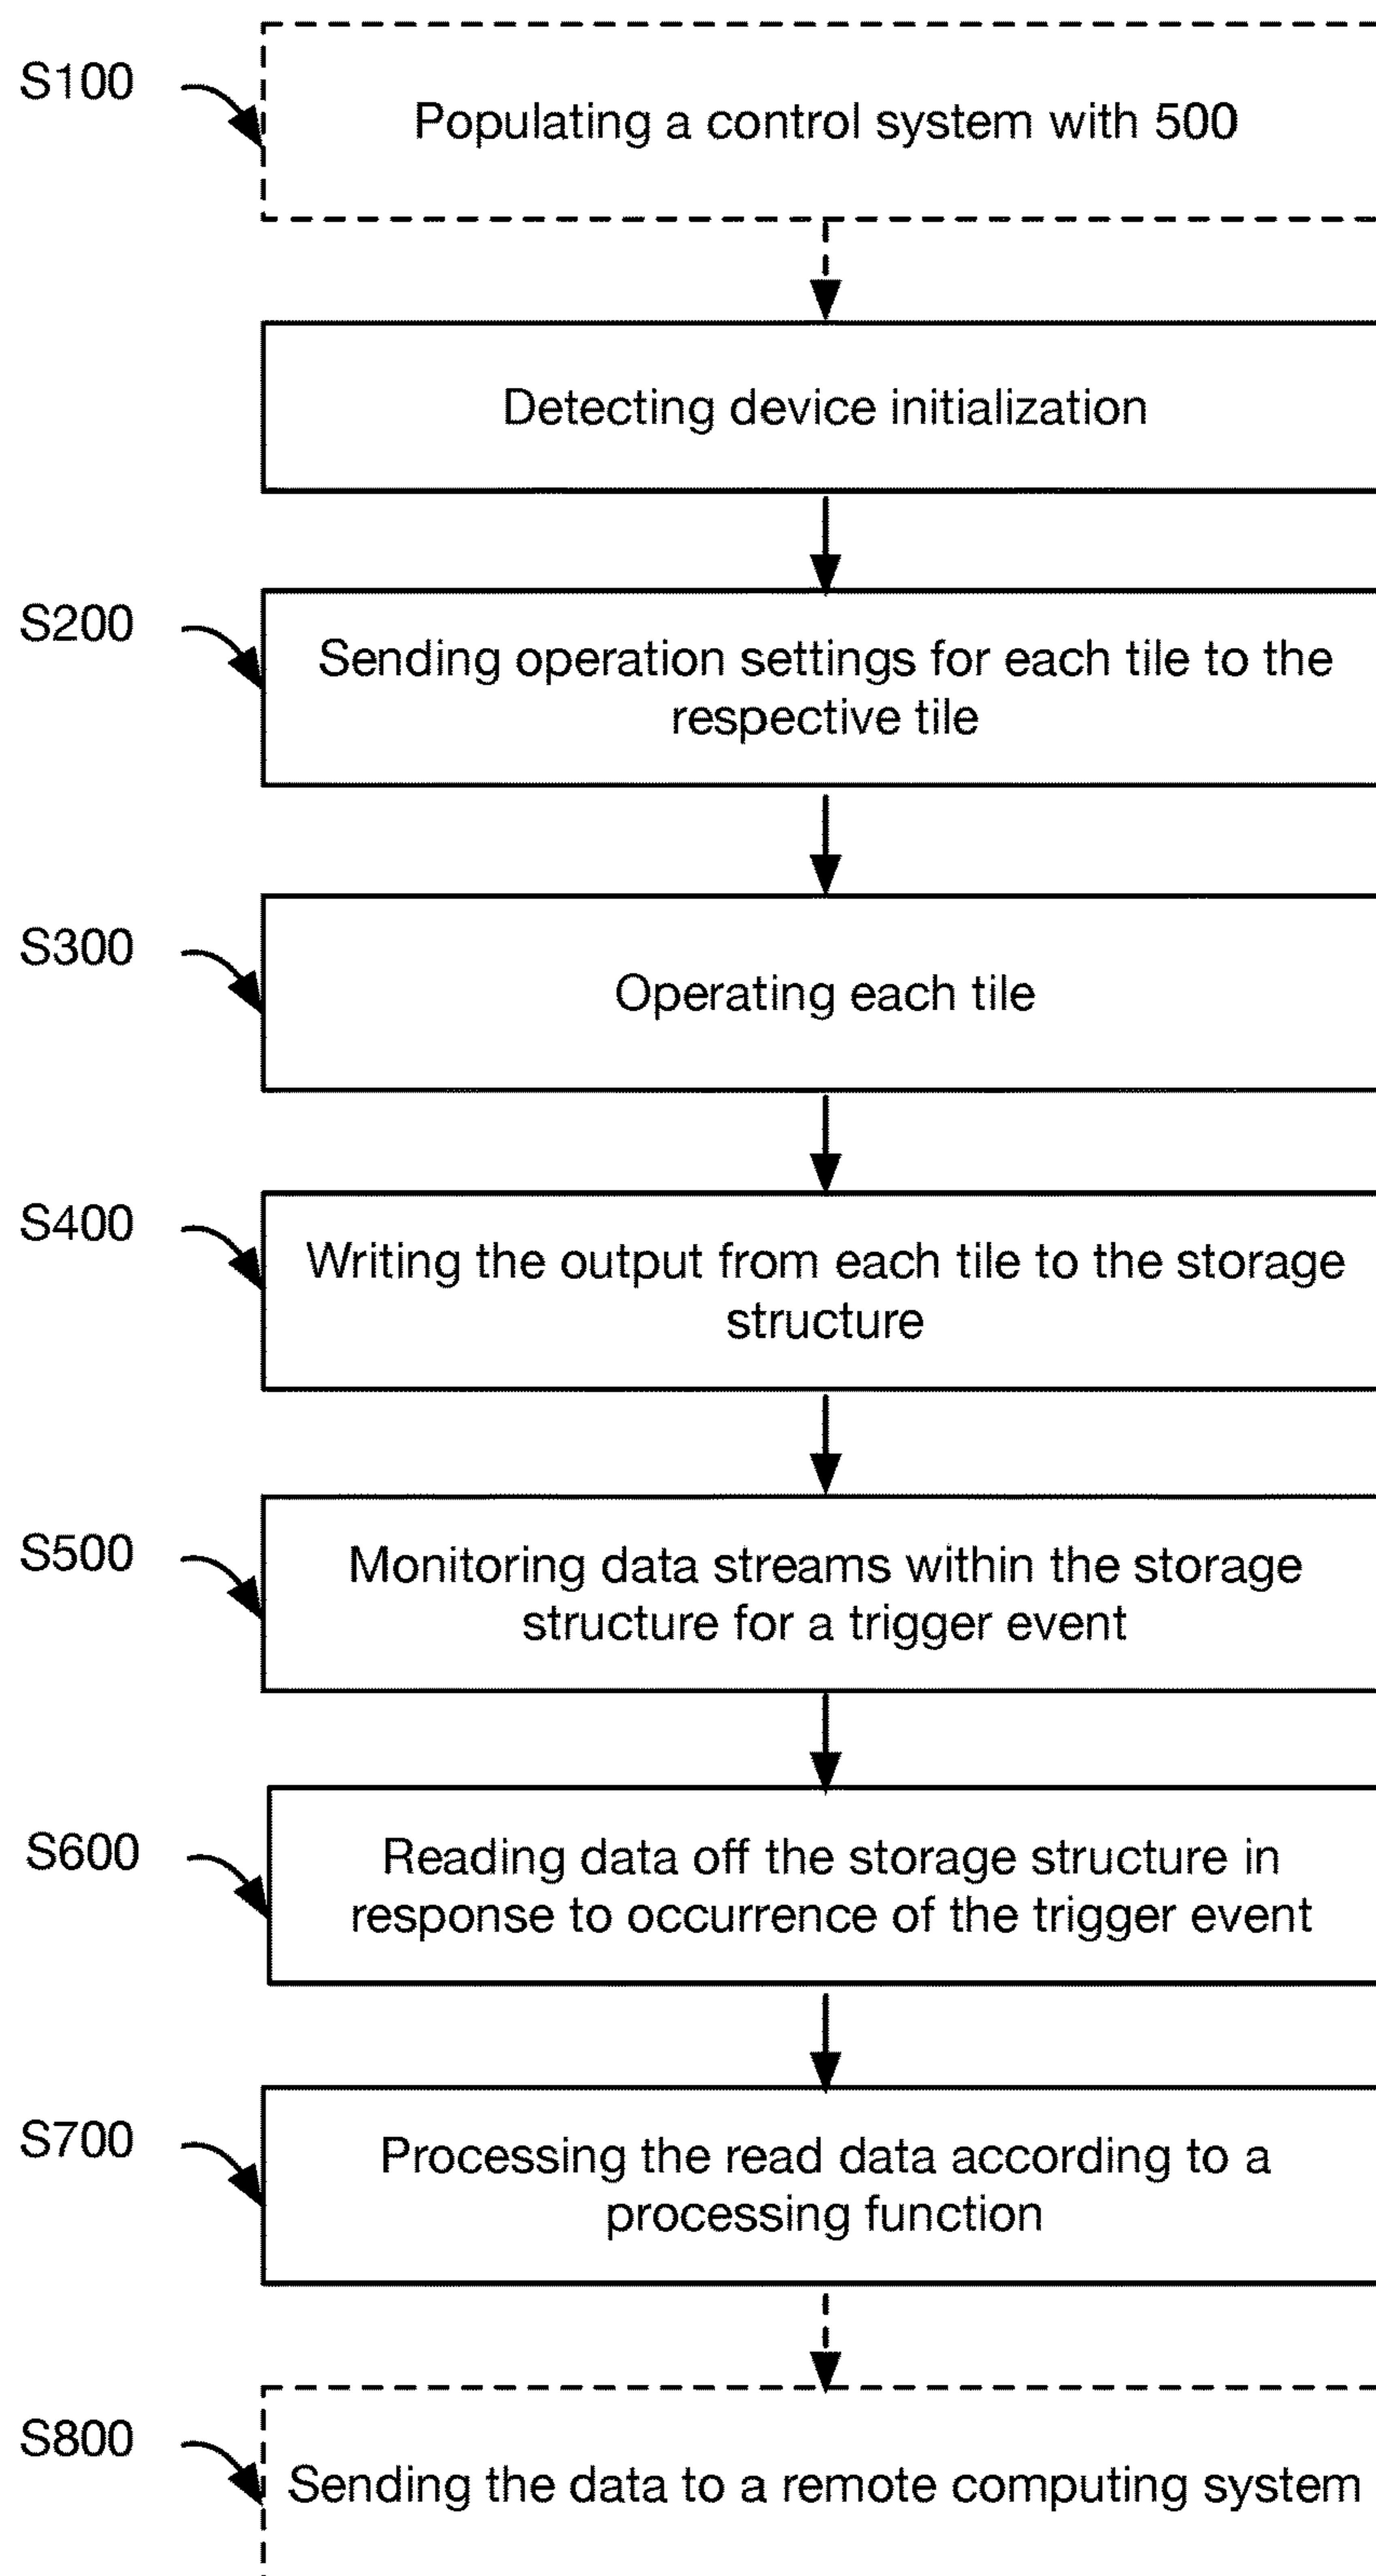 S100
Populating a control system with 500
Detecting device initialization
S200
Sending operation settings for each tile to the
respective tile
S300
Operating each tile
S400
Writing the output from each tile to the storage
structure
S500
Monitoring data streams within the storage
structure for a trigger event
S600
Reading data off the storage structure in
response to occurrence of the trigger event
S700
Processing the read data according to a
processing function
S800
Sending the data to a remote computing system